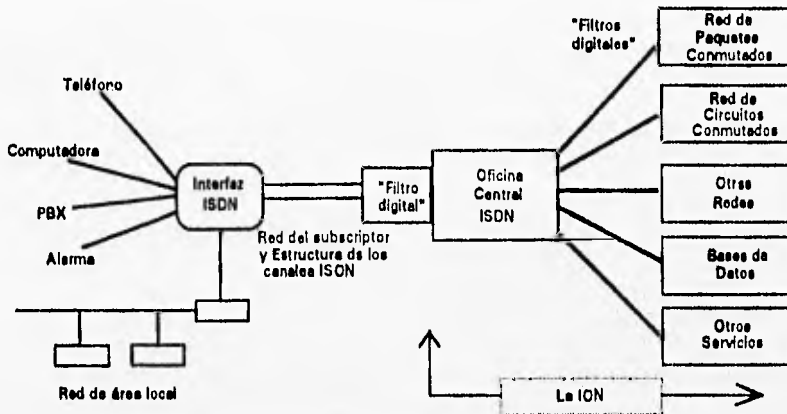 "Filtros
digitales"
Red de
Paquetes
Conmutados
Teléfono
Red de
Circuitos
Conmutados
Computadora
Interfaz
ISDN
"Filtro
digital"
Oficina
Central
ISDN
Otras
Redes
PBX
Red del subscriptor
y Estructura de los
canales ISDN
Alarma
Bases de
Datos
Otros
Servicios
Red de área local
La IDN